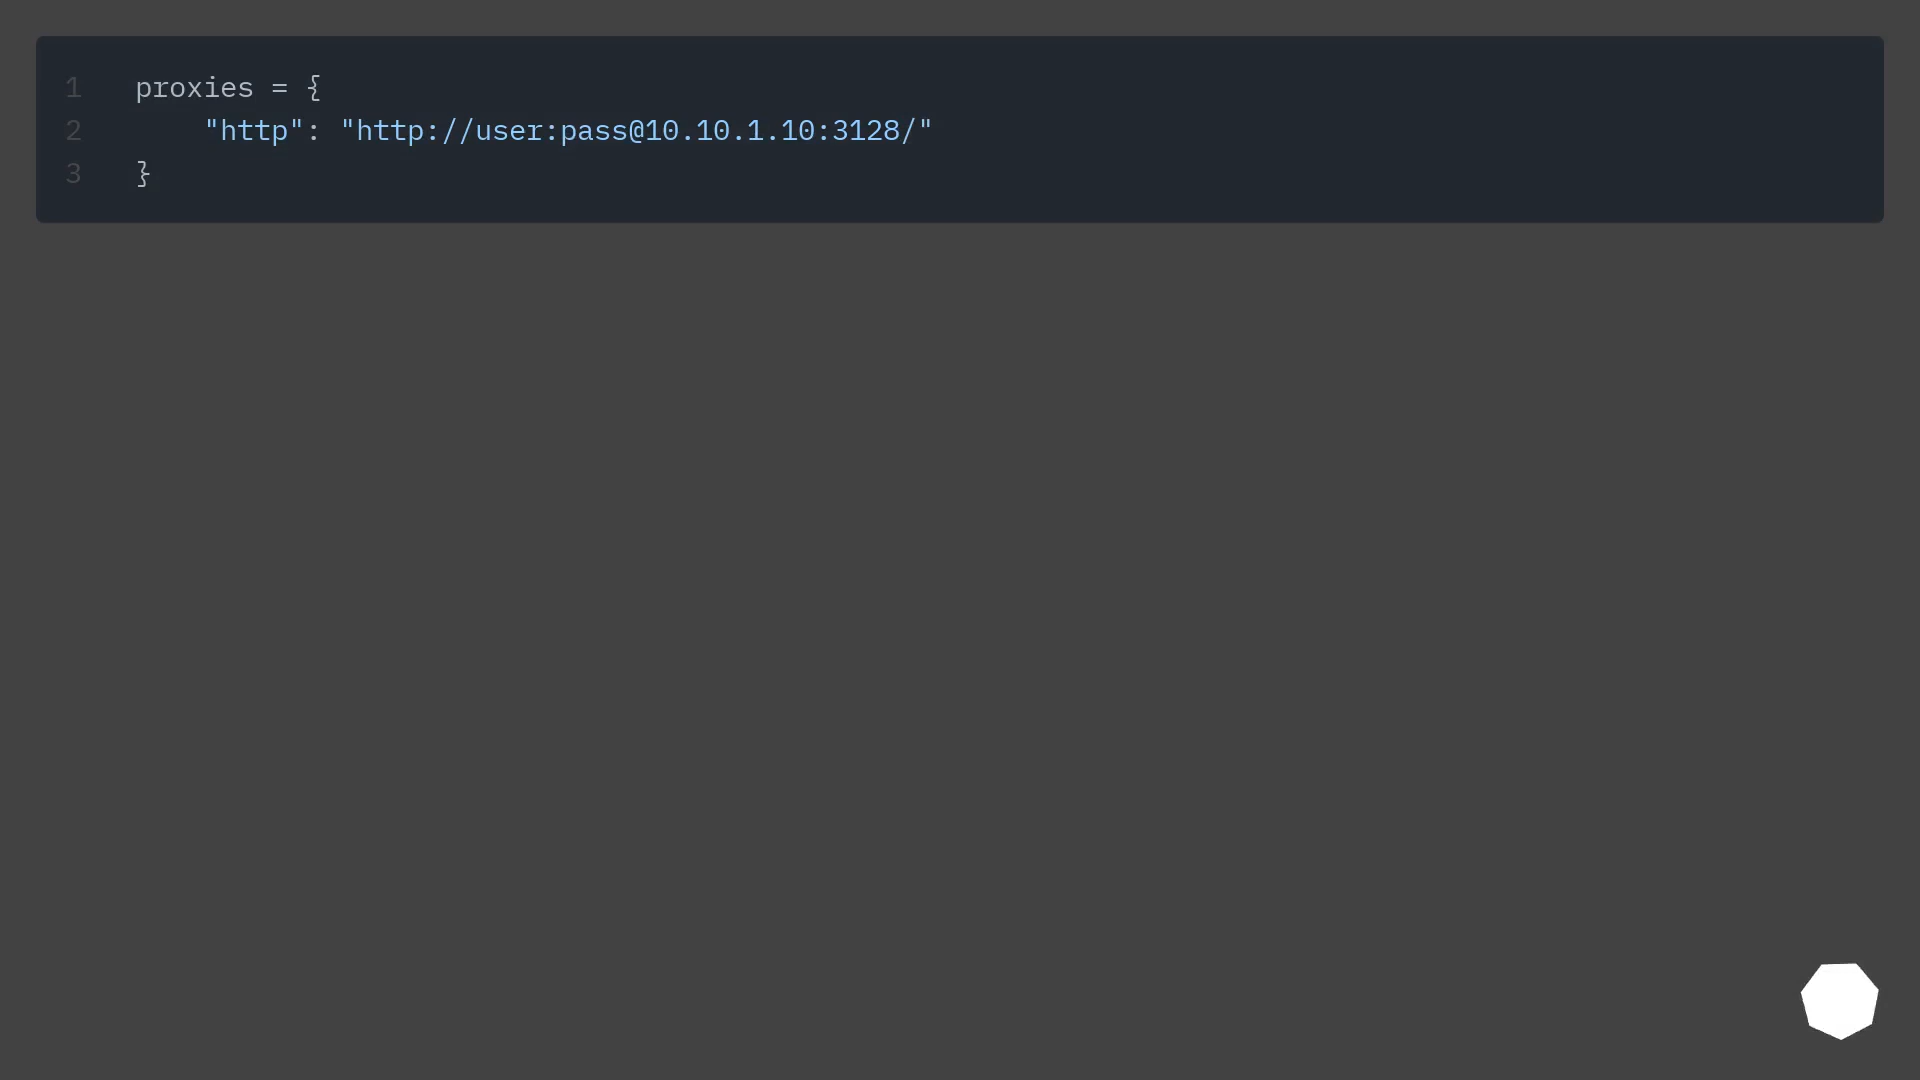 1 proxies = {
2     "http": "http://user:pass@10.10.1.10:3128/"
3 }